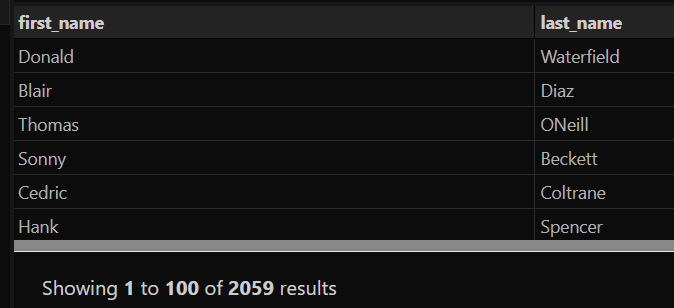 first_name last_name
Donald Waterfield
Blair Diaz
Thomas ONeill
Sonny Beckett
Cedric Coltrane
Hank Spencer
Showing 1 to 100 of 2059 results